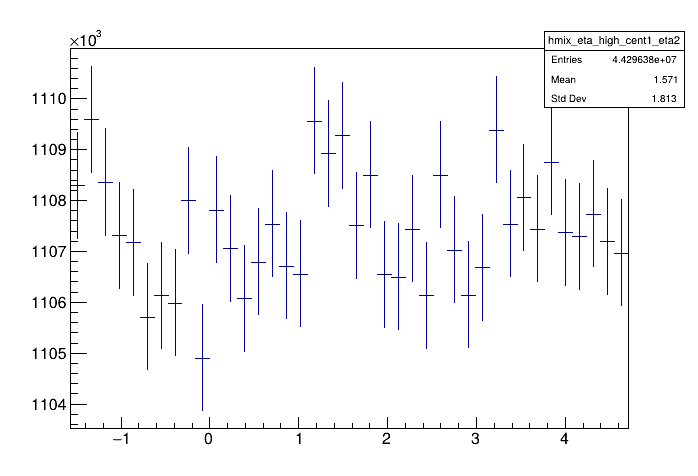 ×10³
hmix_eta_high_cent1_eta2
Entries 4.429638e+07
Mean 1.571
Std Dev 1.813
1110
1109
1108
1107
1106
1105
1104
−1 0 1 2 3 4